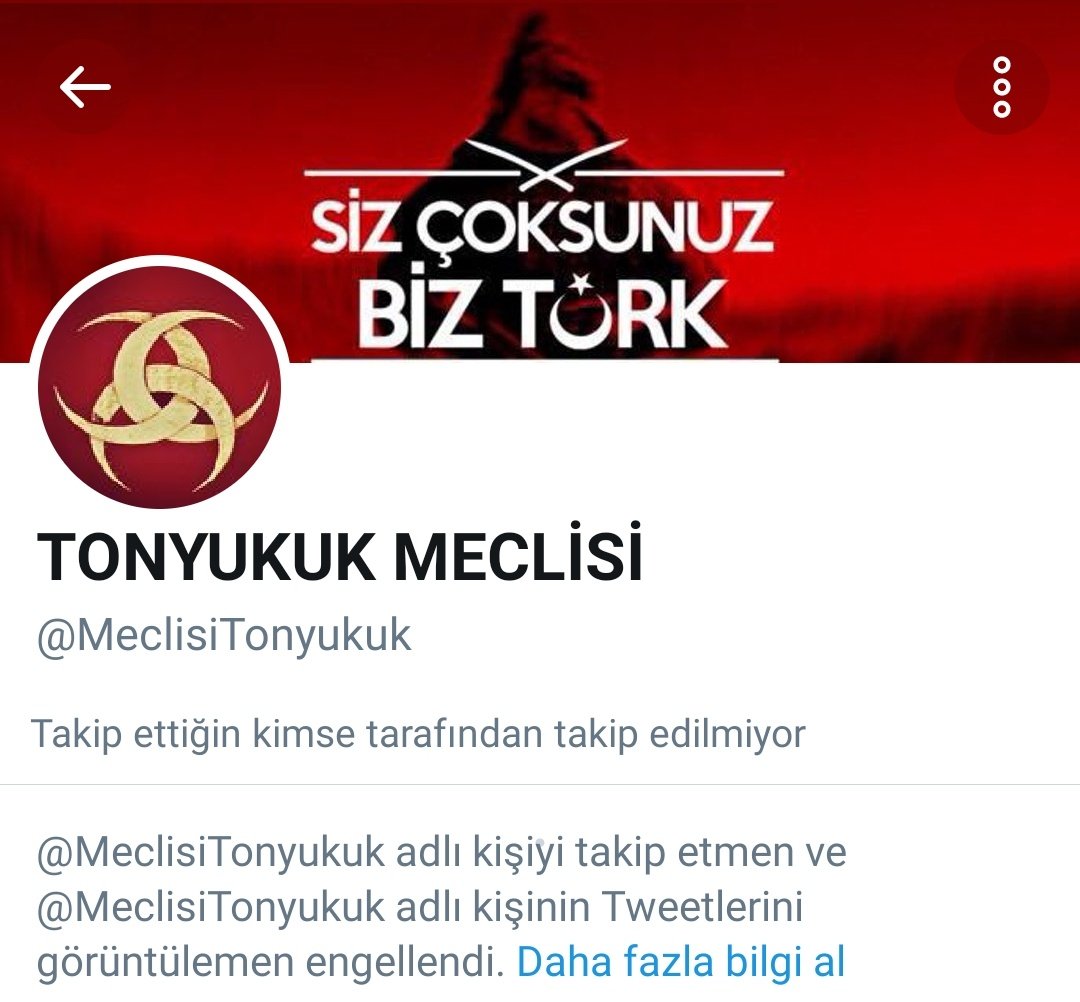 SİZ ÇOKSUNUZ
BİZ TÜRK
TONYUKUK MECLİSİ
@MeclisiTonyukuk
Takip ettiğin kimse tarafından takip edilmiyor
@MeclisiTonyukuk adlı kişiyi takip etmen ve
@MeclisiTonyukuk adlı kişinin Tweetlerini
görüntülemen engellendi. Daha fazla bilgi al